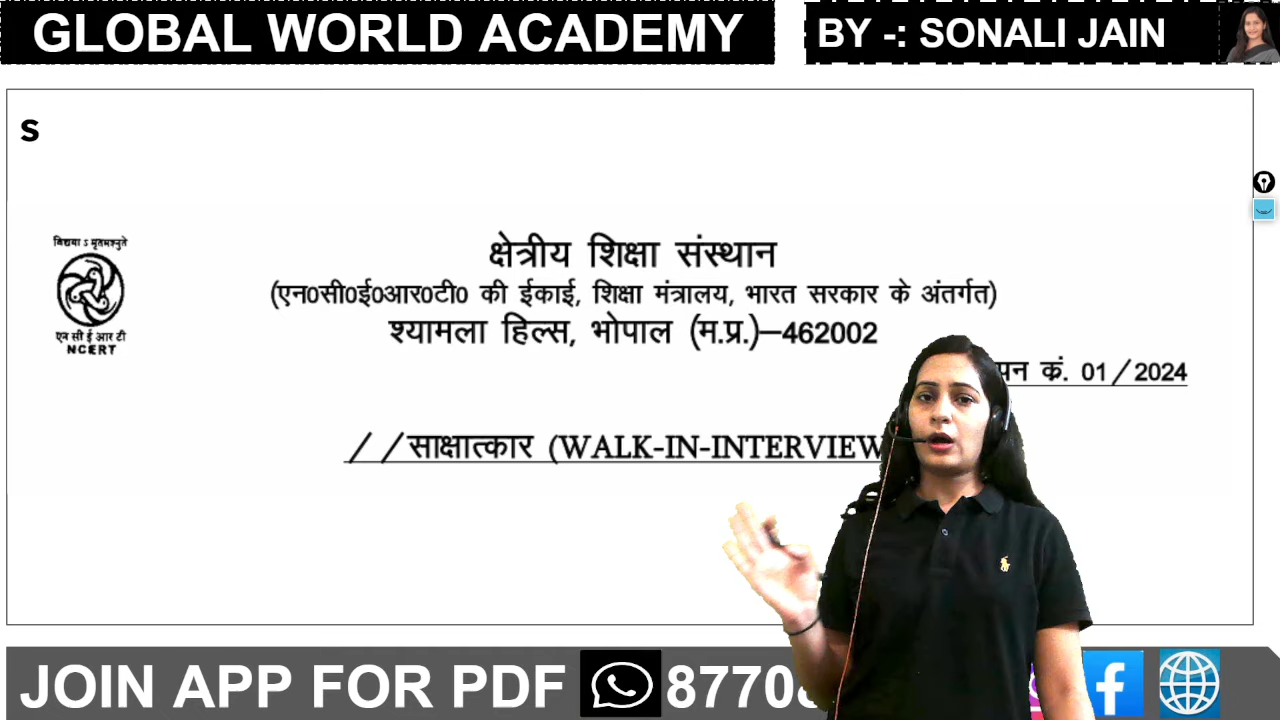 GLOBAL WORLD ACADEMY
BY -: SONALI JAIN
S
विद्यया ऽ मृतमश्नुते
एन सी ई आर टी
NCERT
क्षेत्रीय शिक्षा संस्थान
(एन0सी0ई0आर0टी0 की ईकाई, शिक्षा मंत्रालय, भारत सरकार के अंतर्गत)
श्यामला हिल्स, भोपाल (म.प्र.)–462002
पन कं. 01/2024
//साक्षात्कार (WALK-IN-INTERVIEW
JOIN APP FOR PDF
8770